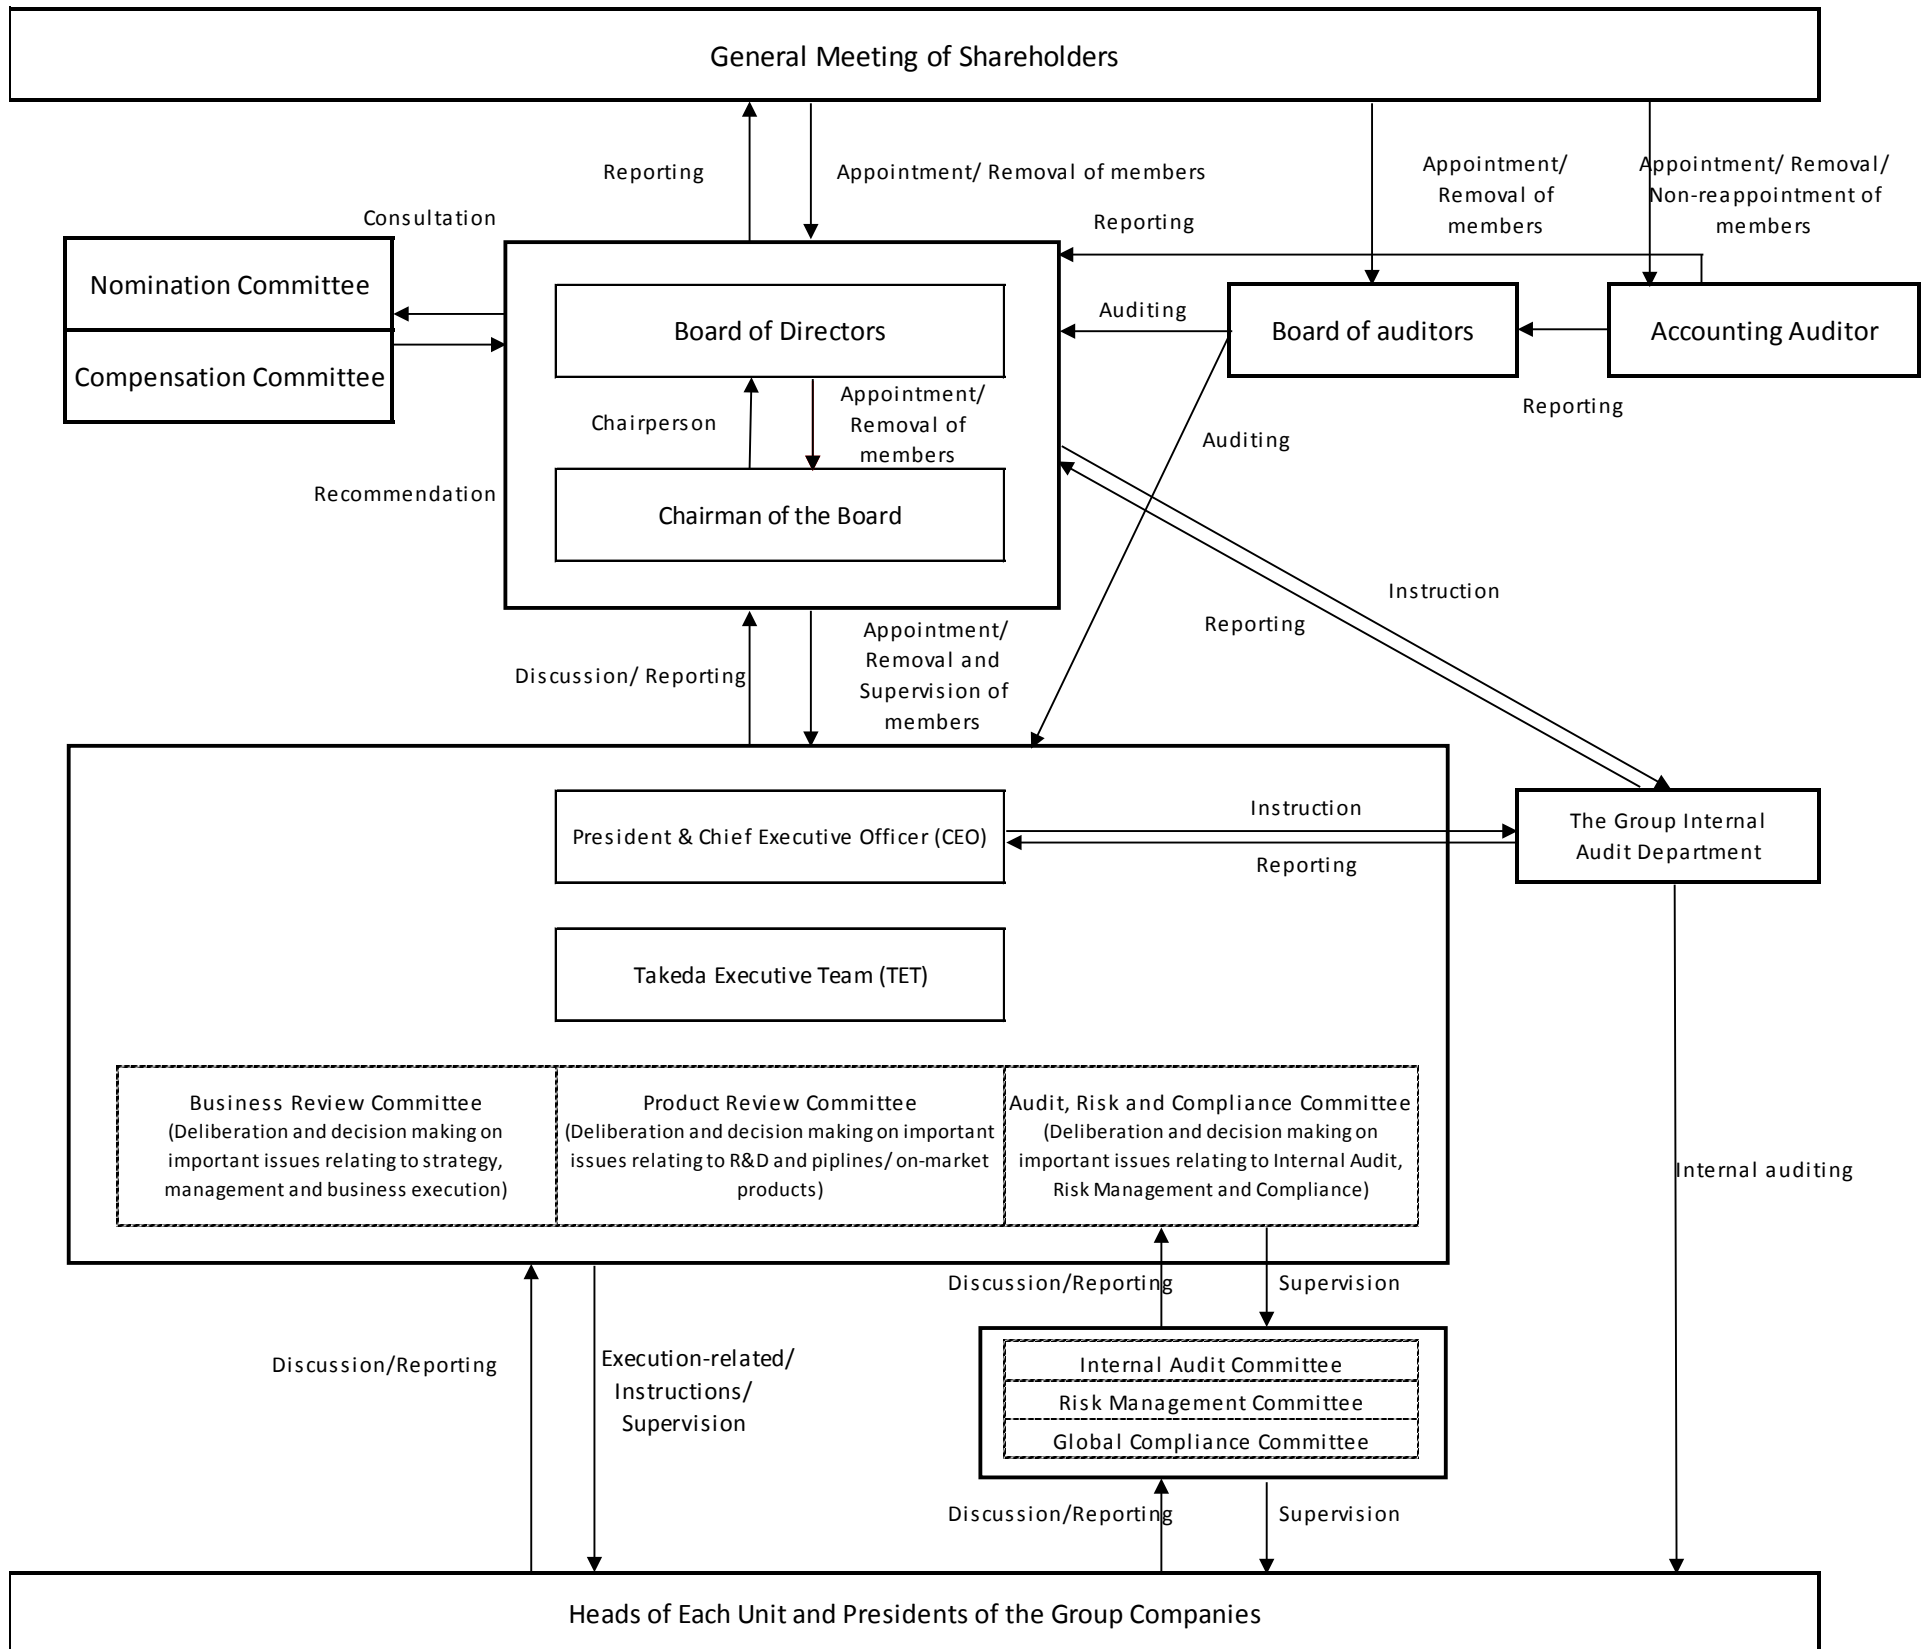 General Meeting of Shareholders
Reporting
Appointment/ Removal of members
Appointment/
Removal of
members
Appointment/ Removal/
Non-reappointment of
members
Consultation
Reporting
Nomination Committee
Compensation Committee
Recommendation
Board of Directors
Chairperson
Appointment/
Removal of
members
Chairman of the Board
Auditing
Board of auditors
Accounting Auditor
Reporting
Auditing
Instruction
Reporting
Discussion/ Reporting
Appointment/
Removal and
Supervision of
members
President & Chief Executive Officer (CEO)
Instruction
Reporting
The Group Internal
Audit Department
Takeda Executive Team (TET)
Business Review Committee
(Deliberation and decision making on
important issues relating to strategy,
management and business execution)
Product Review Committee
(Deliberation and decision making on important
issues relating to R&D and piplines/ on-market
products)
Audit, Risk and Compliance Committee
(Deliberation and decision making on
important issues relating to Internal Audit,
Risk Management and Compliance)
Internal auditing
Discussion/Reporting
Supervision
Discussion/Reporting
Execution-related/
Instructions/
Supervision
Internal Audit Committee
Risk Management Committee
Global Compliance Committee
Discussion/Reporting
Supervision
Heads of Each Unit and Presidents of the Group Companies